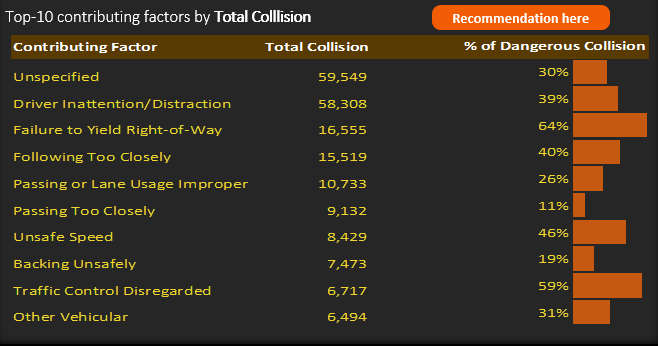 Top-10 contributing factors by Total Colllision
Recommendation here
Contributing Factor Total Collision % of Dangerous Collision
Unspecified 59,549 30%
Driver Inattention/Distraction 58,308 39%
Failure to Yield Right-of-Way 16,555 64%
Following Too Closely 15,519 40%
Passing or Lane Usage Improper 10,733 26%
Passing Too Closely 9,132 11%
Unsafe Speed 8,429 46%
Backing Unsafely 7,473 19%
Traffic Control Disregarded 6,717 59%
Other Vehicular 6,494 31%